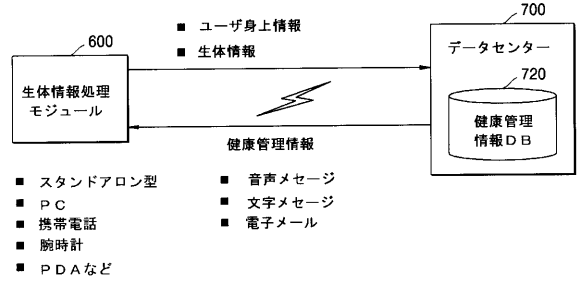 600
生体情報処理
モジュール
■ ユーザ身上情報
■ 生体情報
700
データセンター
720
健康管理
情報DB
健康管理情報
■ スタンドアロン型
■ PC
■ 携帯電話
■ 腕時計
■ PDAなど
■ 音声メセージ
■ 文字メセージ
■ 電子メール